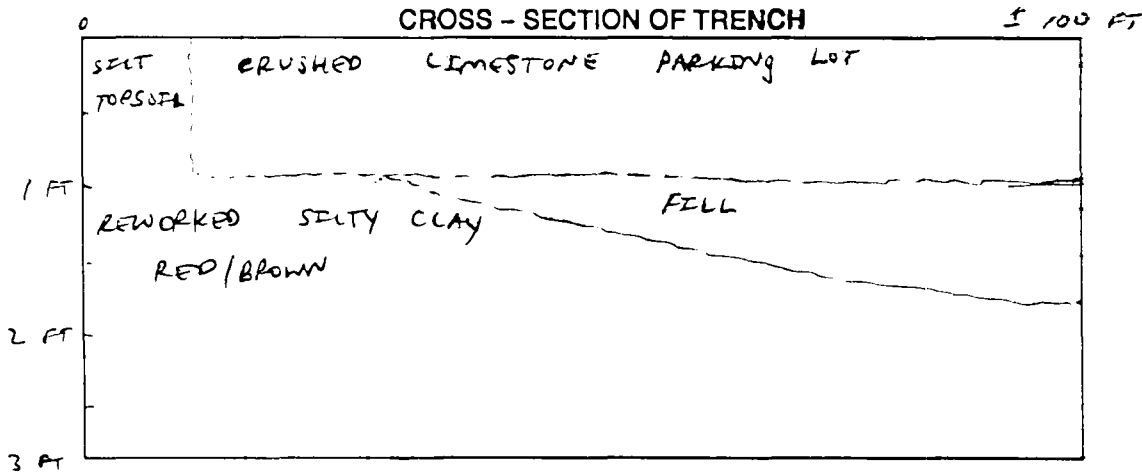 CROSS – SECTION OF TRENCH
0
± 100 FT
SILT
TOPSOIL
CRUSHED LIMESTONE PARKING LOT
1 FT
FILL
REWORKED SILTY CLAY
RED/BROWN
2 FT
3 FT